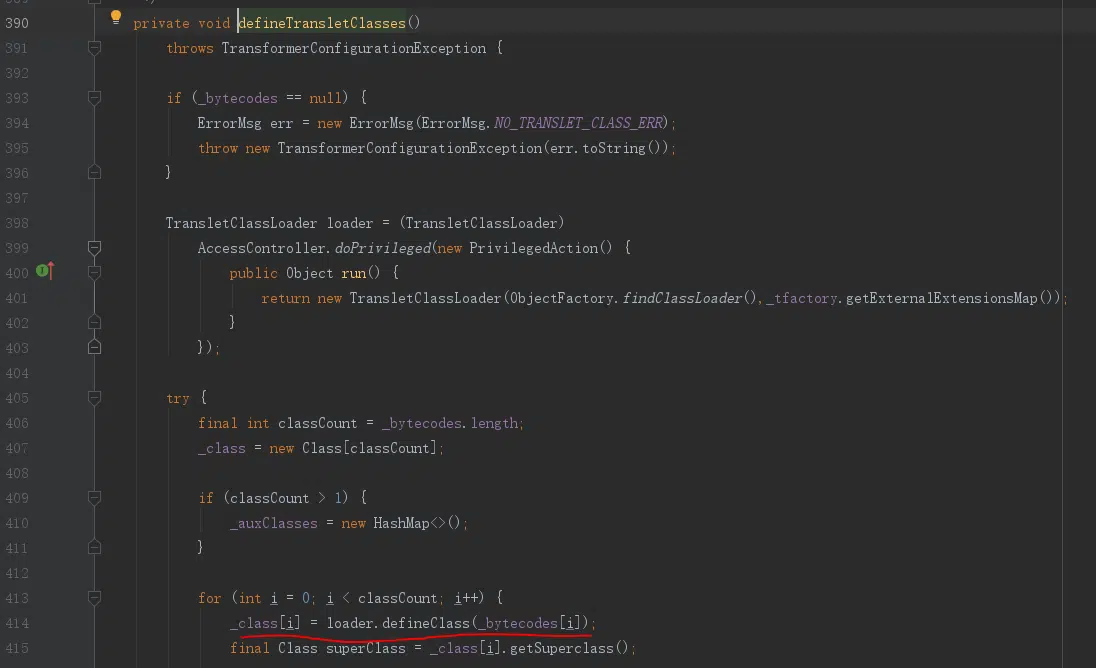 390 private void defineTransletClasses()
391 throws TransformerConfigurationException {
392
393 if (_bytecodes == null) {
394 ErrorMsg err = new ErrorMsg(ErrorMsg.NO_TRANSLET_CLASS_ERR);
395 throw new TransformerConfigurationException(err.toString());
396 }
397
398 TransletClassLoader loader = (TransletClassLoader)
399 AccessController.doPrivileged(new PrivilegedAction() {
400 public Object run() {
401 return new TransletClassLoader(ObjectFactory.findClassLoader(),_tfactory.getExternalExtensionsMap());
402 }
403 });
404
405 try {
406 final int classCount = _bytecodes.length;
407 _class = new Class[classCount];
408
409 if (classCount > 1) {
410 _auxClasses = new HashMap<>();
411 }
412
413 for (int i = 0; i < classCount; i++) {
414 _class[i] = loader.defineClass(_bytecodes[i]);
415 final Class superClass = _class[i].getSuperclass();